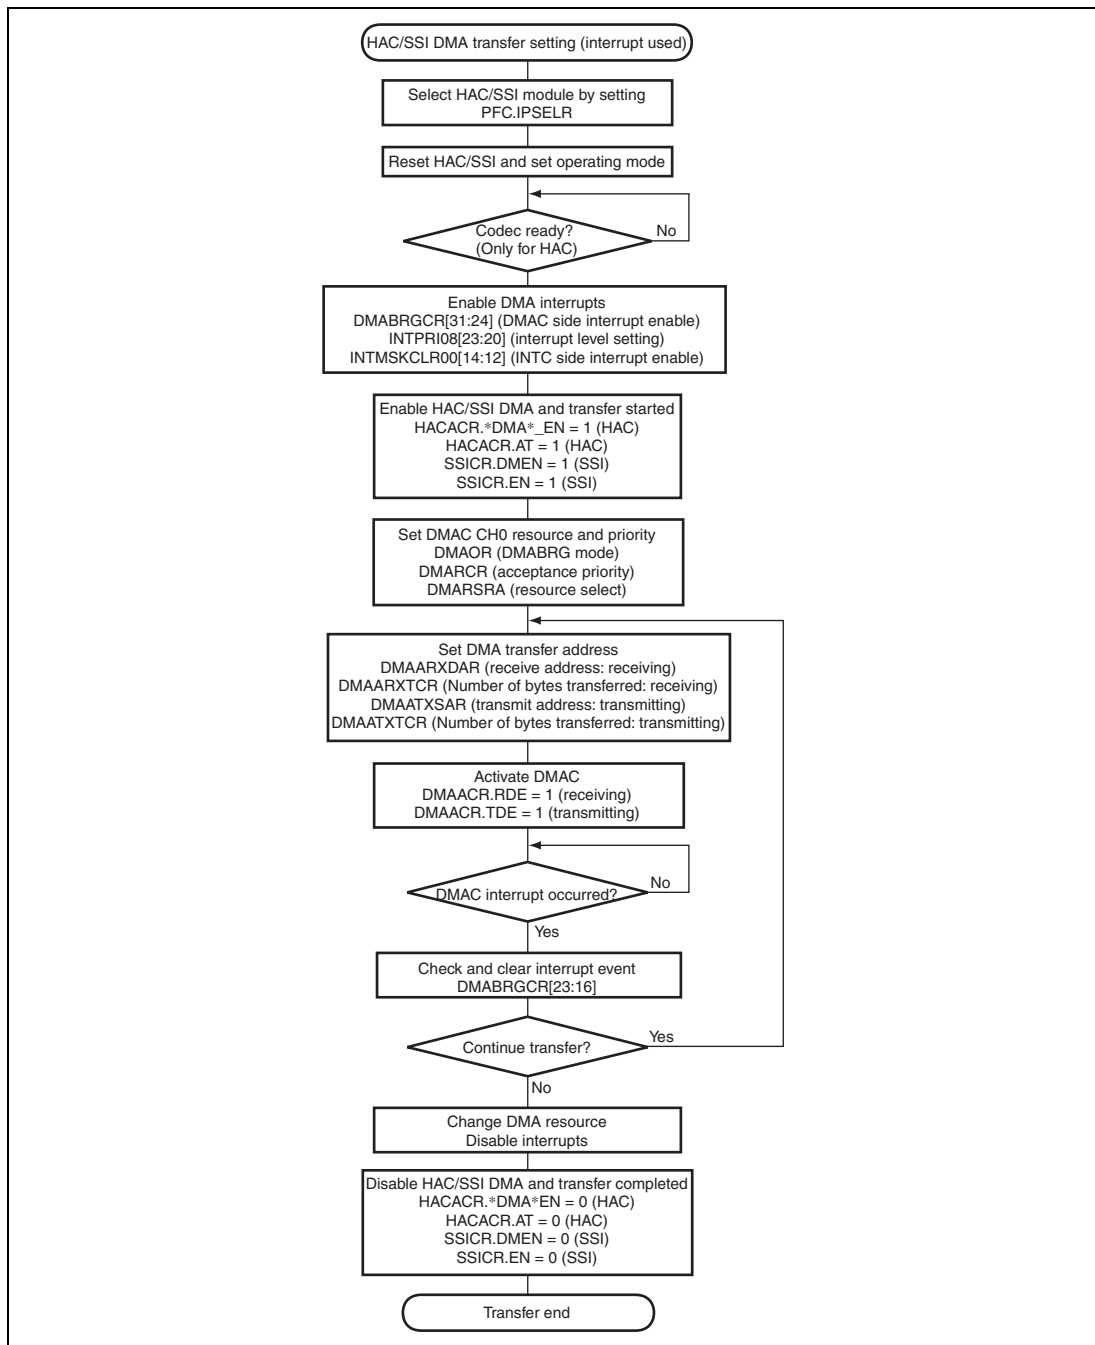 HAC/SSI DMA transfer setting (interrupt used)
Select HAC/SSI module by setting
PFC.IPSELR
Reset HAC/SSI and set operating mode
Codec ready?
(Only for HAC)
No
Enable DMA interrupts
DMABRGCR[31:24] (DMAC side interrupt enable)
INTPRI08[23:20] (interrupt level setting)
INTMSKCLR00[14:12] (INTC side interrupt enable)
Enable HAC/SSI DMA and transfer started
HACACR.*DMA*_EN = 1 (HAC)
HACACR.AT = 1 (HAC)
SSICR.DMEN = 1 (SSI)
SSICR.EN = 1 (SSI)
Set DMAC CH0 resource and priority
DMAOR (DMABRG mode)
DMARCR (acceptance priority)
DMARSRA (resource select)
Set DMA transfer address
DMAARXDAR (receive address: receiving)
DMAARXTCR (Number of bytes transferred: receiving)
DMAATXSAR (transmit address: transmitting)
DMAATXTCR (Number of bytes transferred: transmitting)
Activate DMAC
DMAACR.RDE = 1 (receiving)
DMAACR.TDE = 1 (transmitting)
DMAC interrupt occurred?
No
Yes
Check and clear interrupt event
DMABRGCR[23:16]
Continue transfer?
Yes
No
Change DMA resource
Disable interrupts
Disable HAC/SSI DMA and transfer completed
HACACR.*DMA*EN = 0 (HAC)
HACACR.AT = 0 (HAC)
SSICR.DMEN = 0 (SSI)
SSICR.EN = 0 (SSI)
Transfer end